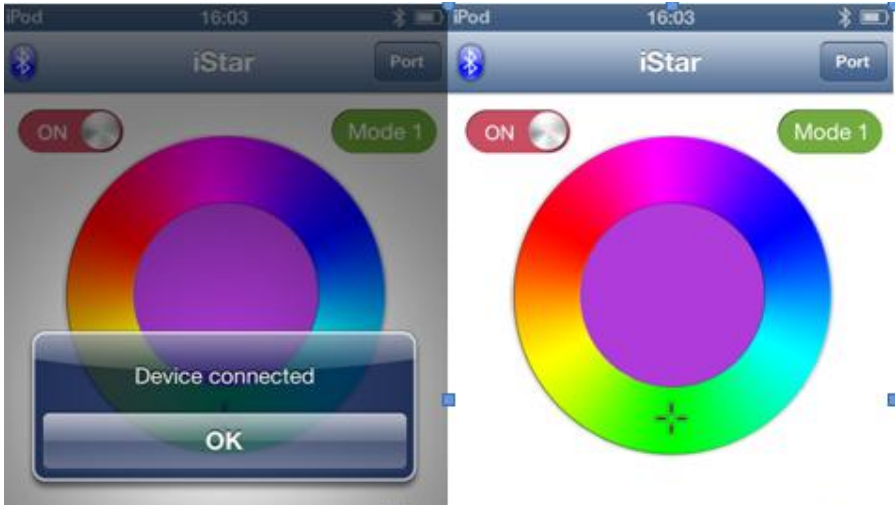 iPod 16:03
iStar Port
ON Mode 1
Device connected
OK
iPod 16:03
iStar Port
ON Mode 1